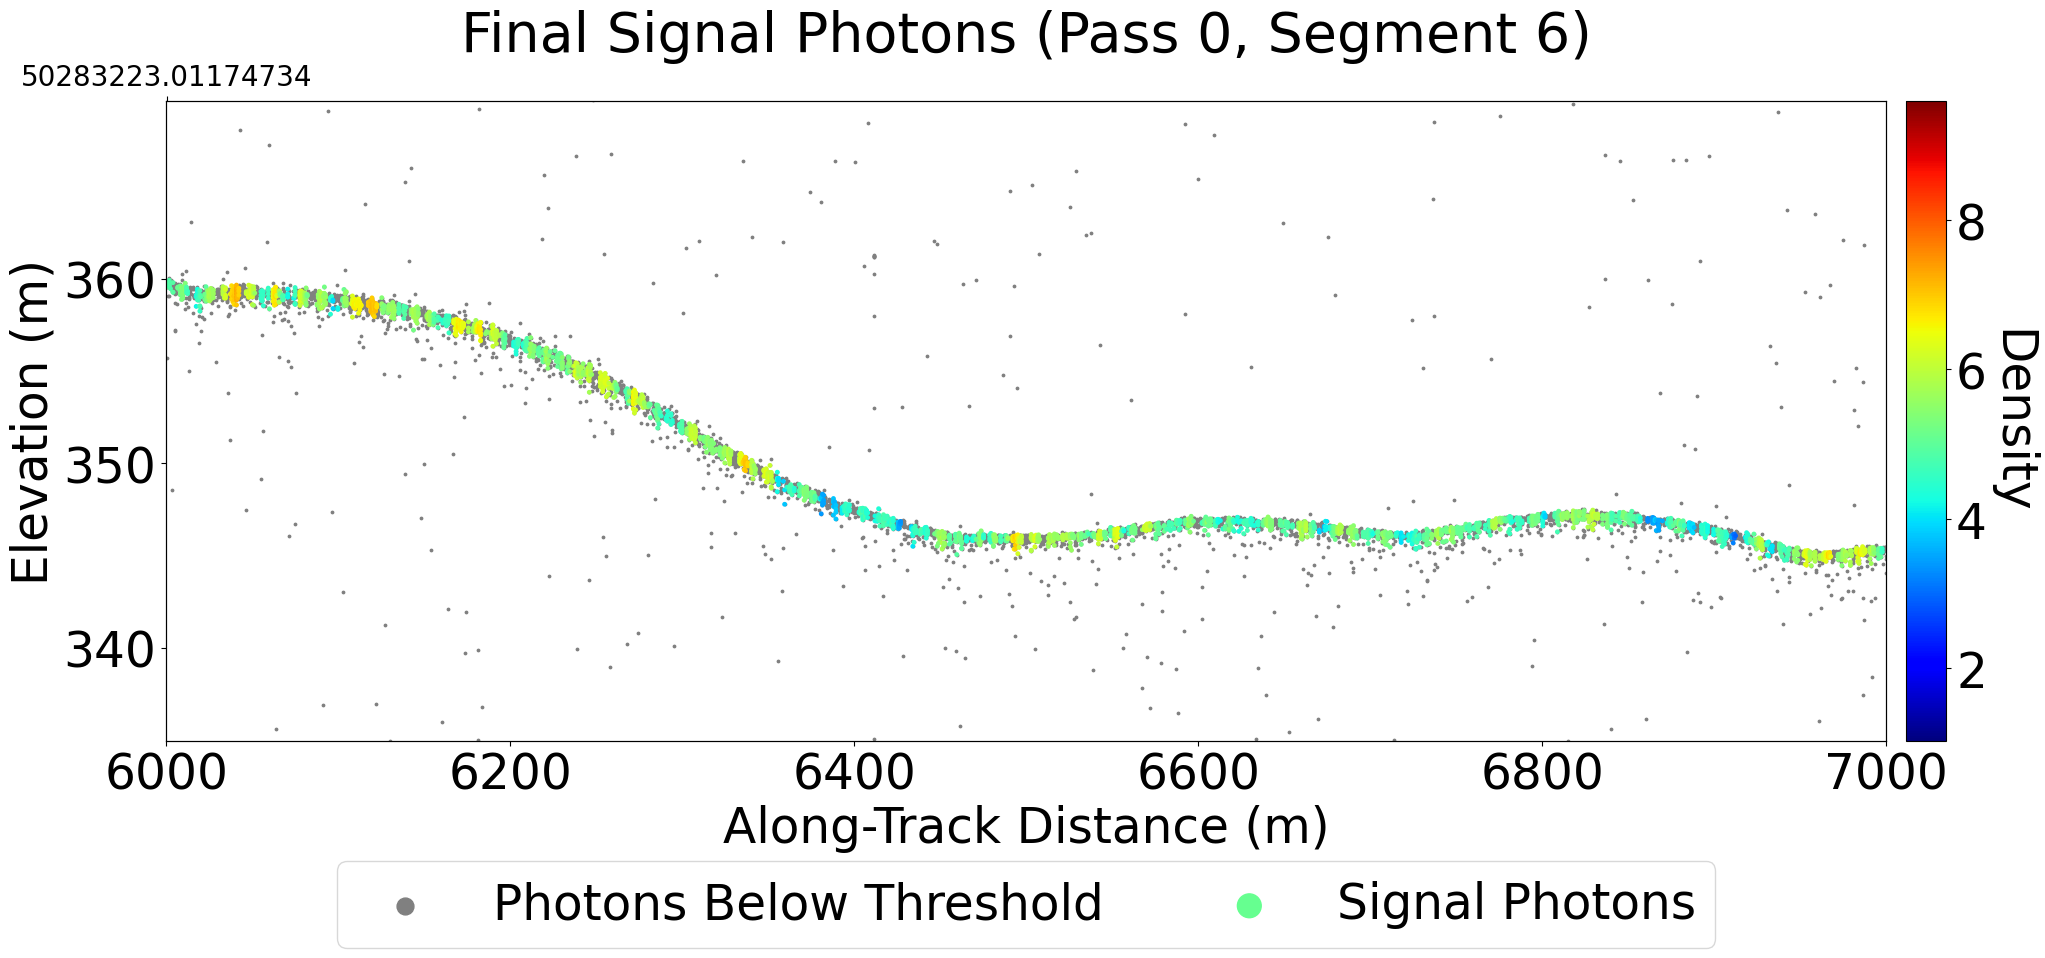 Final Signal Photons (Pass 0, Segment 6)
50283223.01174734
Elevation (m)
360
350
340
6000 6200 6400 6600 6800 7000
Along-Track Distance (m)
8
6
4
2
Density
Photons Below Threshold Signal Photons